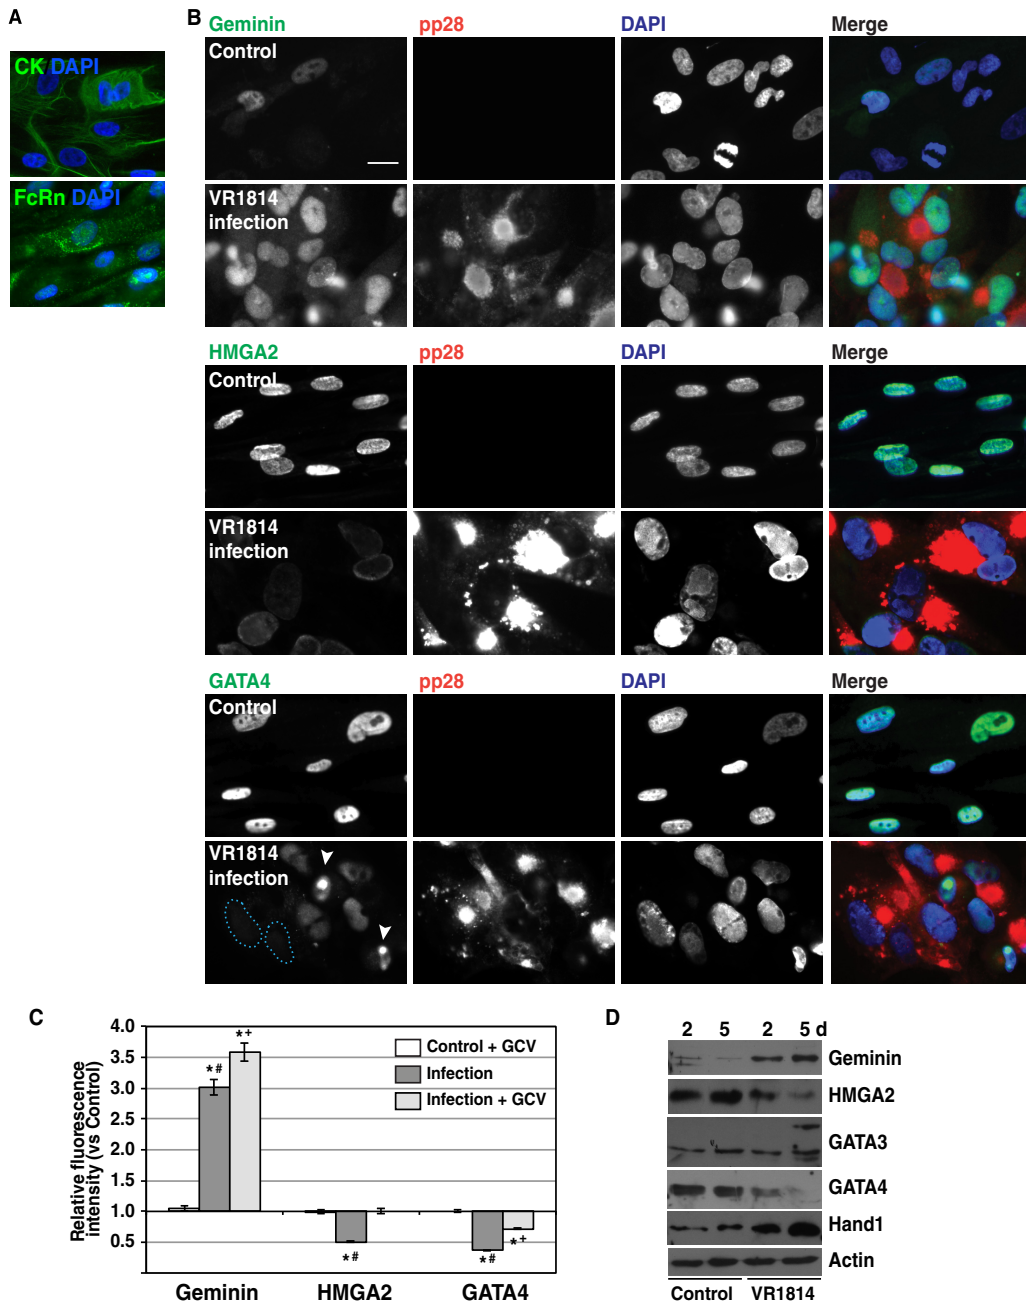 A
CK DAPI
FcRn DAPI
B
Geminin pp28 DAPI Merge
Control
VR1814
infection
HMGA2 pp28 DAPI Merge
Control
VR1814
infection
GATA4 pp28 DAPI Merge
Control
VR1814
infection
C
Relative fluorescence
intensity (vs Control)
4.0
3.5
3.0
2.5
2.0
1.5
1.0
0.5
*#
*+
*#
*#
*+
Control + GCV
Infection
Infection + GCV
Geminin HMGA2 GATA4
D
2 5 2 5 d
Geminin
HMGA2
GATA3
GATA4
Hand1
Actin
Control VR1814